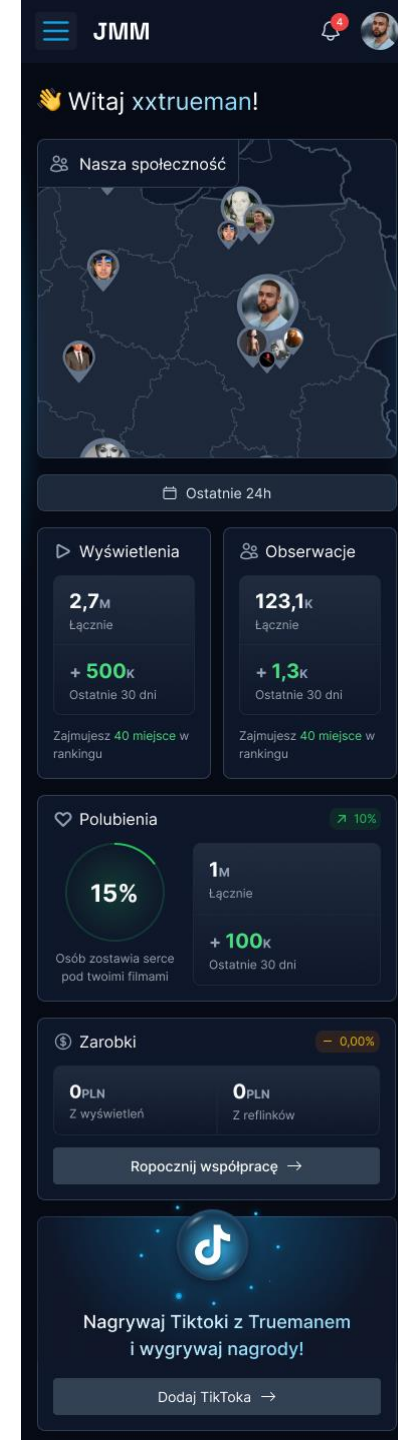 JMM
4
👋 Witaj xxtrueman!
Nasza społeczność
Ostatnie 24h
Wyświetlenia
2,7M
Łącznie
+ 500K
Ostatnie 30 dni
Zajmujesz 40 miejsce w
rankingu
Obserwacje
123,1K
Łącznie
+ 1,3K
Ostatnie 30 dni
Zajmujesz 40 miejsce w
rankingu
Polubienia
10%
15%
Osób zostawia serce
pod twoimi filmami
1M
Łącznie
+ 100K
Ostatnie 30 dni
Zarobki
− 0,00%
0PLN
Z wyświetleń
0PLN
Z reflinków
Ropocznij współpracę →
Nagrywaj Tiktoki z Truemanem
i wygrywaj nagrody!
Dodaj TikToka →